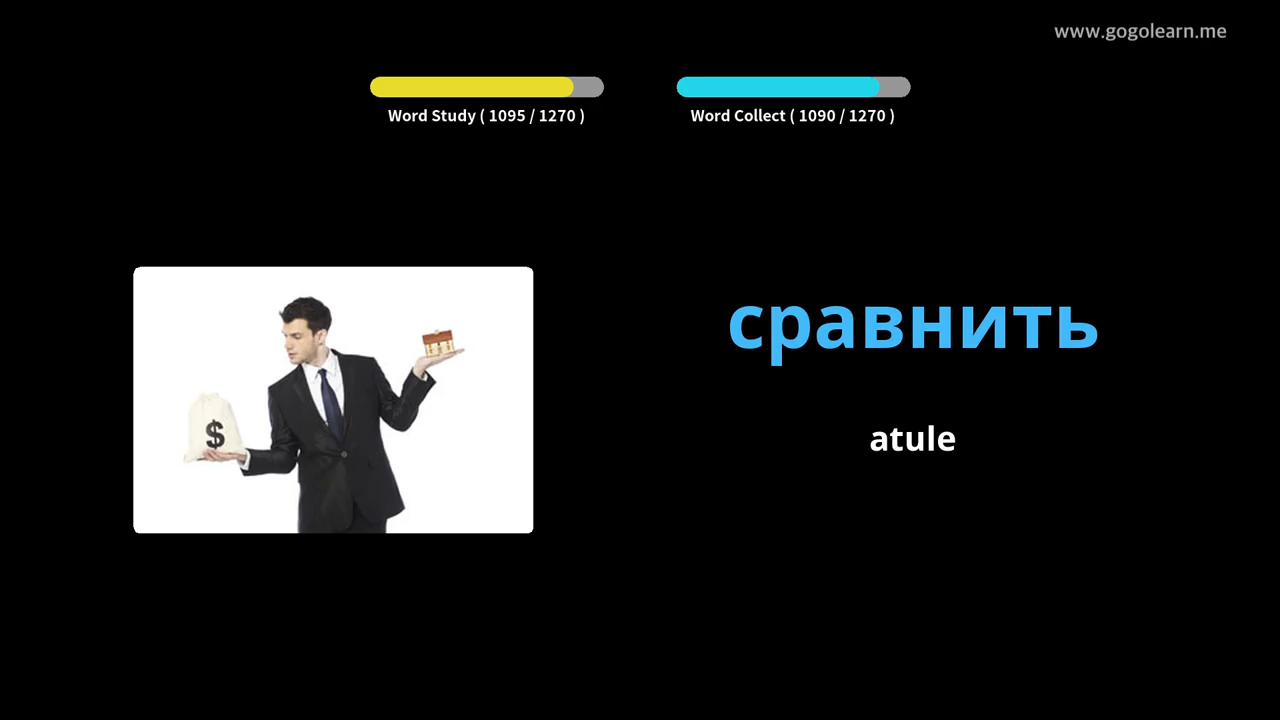 www.gogolearn.me
Word Study ( 1095 / 1270 )
Word Collect ( 1090 / 1270 )
$
сравнить
atule